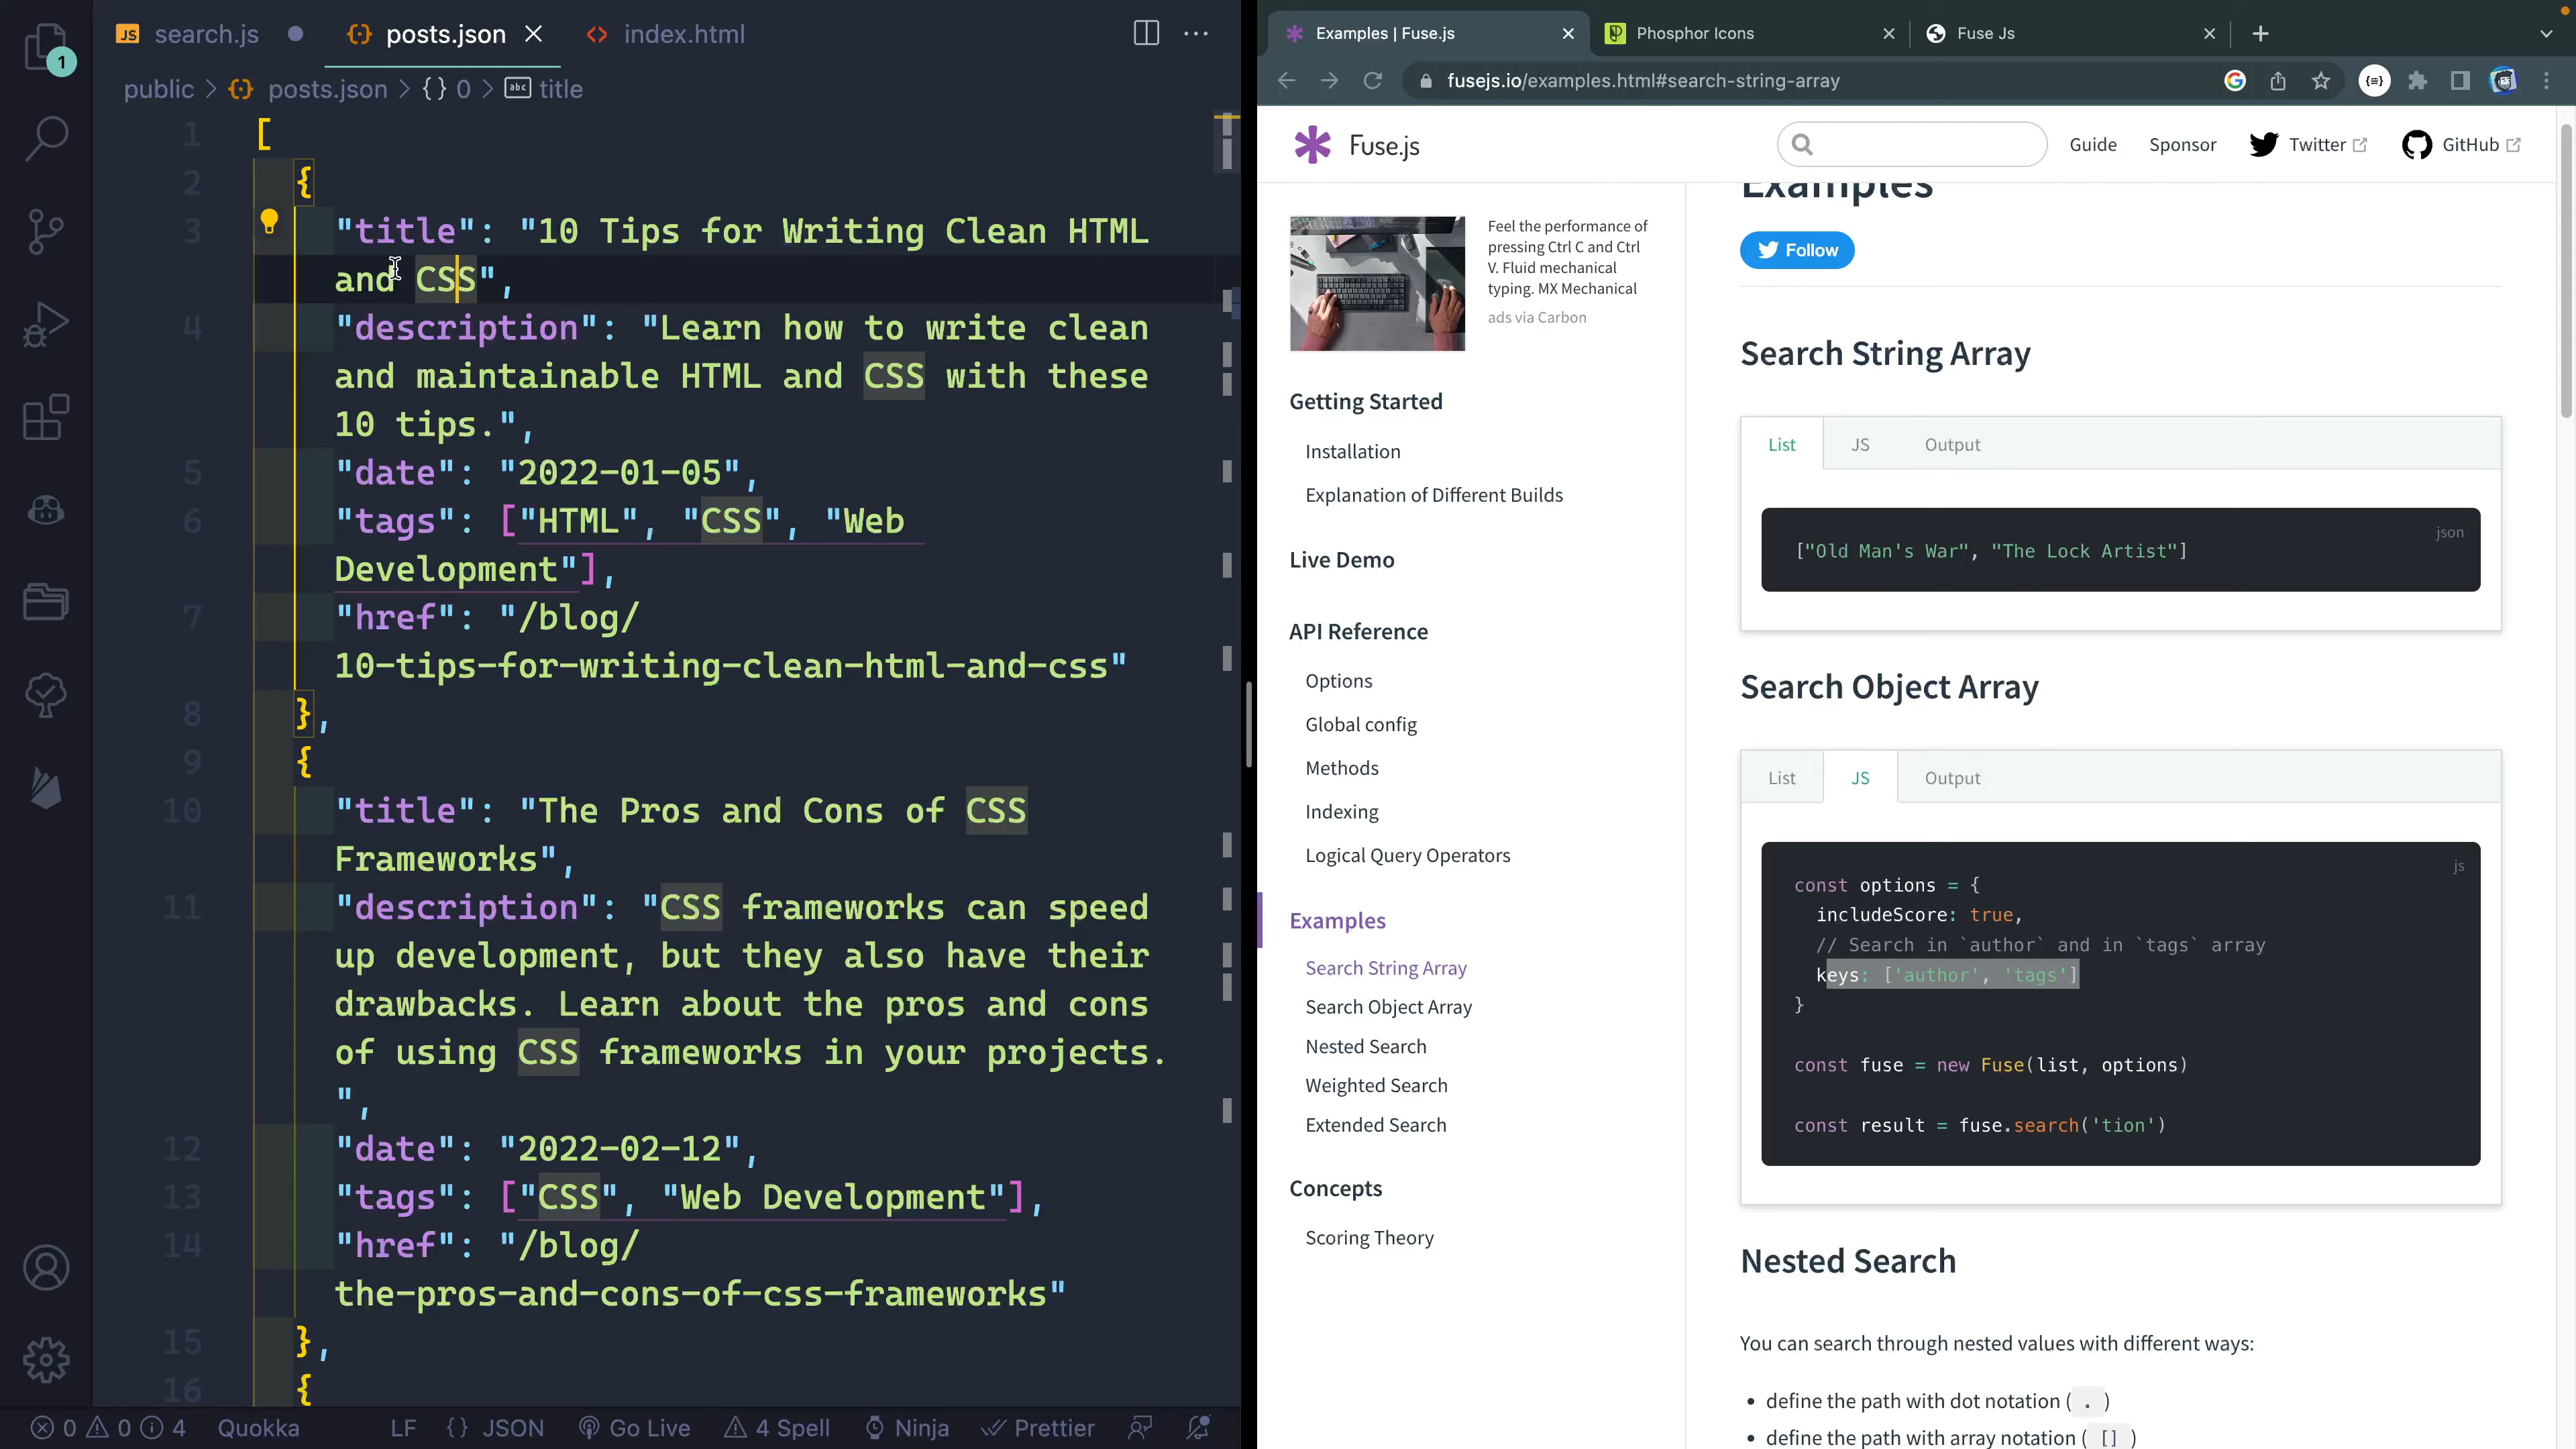 search.js
posts.json
index.html
public > posts.json > {} 0 > abc title
1 [
2 {
3 "title": "10 Tips for Writing Clean HTML
and CSS",
4 "description": "Learn how to write clean
and maintainable HTML and CSS with these
10 tips.",
5 "date": "2022-01-05",
6 "tags": ["HTML", "CSS", "Web
Development"],
7 "href": "/blog/
10-tips-for-writing-clean-html-and-css"
8 },
9 {
10 "title": "The Pros and Cons of CSS
Frameworks",
11 "description": "CSS frameworks can speed
up development, but they also have their
drawbacks. Learn about the pros and cons
of using CSS frameworks in your projects.
",
12 "date": "2022-02-12",
13 "tags": ["CSS", "Web Development"],
14 "href": "/blog/
the-pros-and-cons-of-css-frameworks"
15 },
16 {
1
0 0 4 Quokka LF {} JSON Go Live 4 Spell Ninja Prettier
Examples | Fuse.js
Phosphor Icons
Fuse Js
fusejs.io/examples.html#search-string-array
Fuse.js
Guide Sponsor Twitter GitHub
Feel the performance of
pressing Ctrl C and Ctrl
V. Fluid mechanical
typing. MX Mechanical
ads via Carbon
Getting Started
Installation
Explanation of Different Builds
Live Demo
API Reference
Options
Global config
Methods
Indexing
Logical Query Operators
Examples
Search String Array
Search Object Array
Nested Search
Weighted Search
Extended Search
Concepts
Scoring Theory
Examples
Follow
Search String Array
List JS Output
json
["Old Man's War", "The Lock Artist"]
Search Object Array
List JS Output
js
const options = {
includeScore: true,
// Search in `author` and in `tags` array
keys: ['author', 'tags']
}
const fuse = new Fuse(list, options)
const result = fuse.search('tion')
Nested Search
You can search through nested values with different ways:
• define the path with dot notation ( . )
• define the path with array notation ( [] )